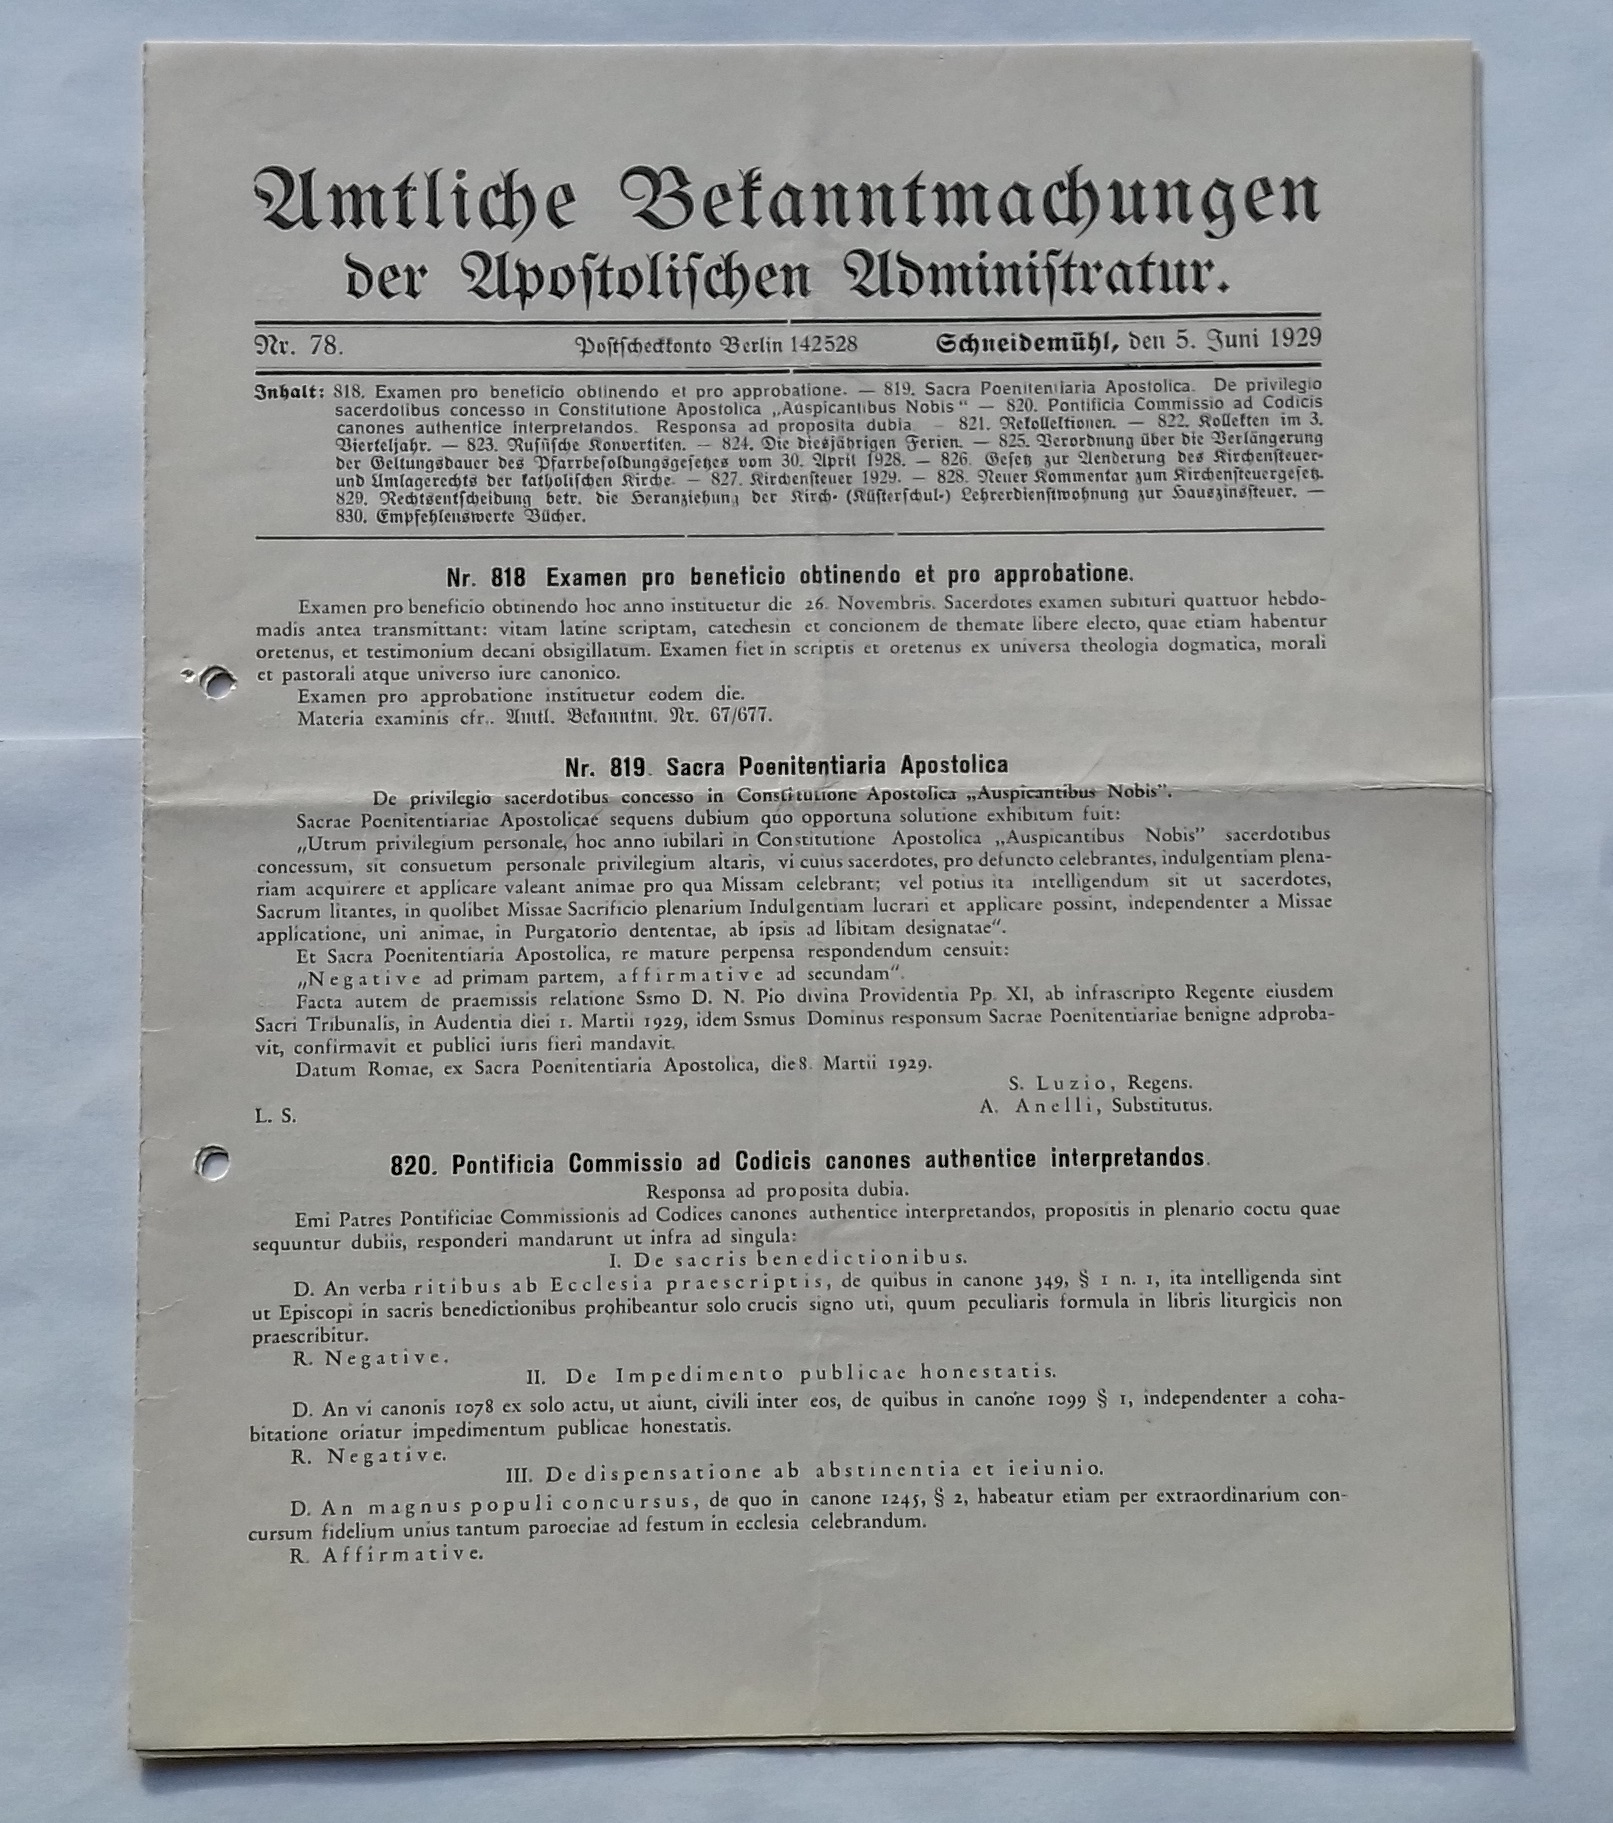 Amtliche Bekanntmachungen
der Apostolischen Administratur.
Nr. 78. Postscheckkonto Berlin 142528 Schneidemühl, den 5. Juni 1929
Inhalt: 818. Examen pro beneficio obtinendo et pro approbatione. — 819. Sacra Poenitentiaria Apostolica. De privilegio
sacerdotibus concesso in Constitutione Apostolica „Auspicantibus Nobis“ — 820. Pontificia Commissio ad Codicis
canones authentice interpretandos. Responsa ad proposita dubia — 821. Rekollektionen. — 822. Kollekten im 3.
Vierteljahr. — 823. Russische Konvertiten. — 824. Die diesjährigen Ferien. — 825. Verordnung über die Verlängerung
der Geltungsdauer des Pfarrbesoldungsgesetzes vom 30. April 1928. — 826. Gesetz zur Aenderung des Kirchensteuer-
und Umlagerechts der katholischen Kirche. — 827. Kirchensteuer 1929. — 828. Neuer Kommentar zum Kirchensteuergesetz.
829. Rechtsentscheidung betr. die Heranziehung der Kirch- (Küsterschul-) Lehrerdienstwohnung zur Hauszinssteuer. —
830. Empfehlenswerte Bücher.
Nr. 818 Examen pro beneficio obtinendo et pro approbatione.
Examen pro beneficio obtinendo hoc anno instituetur die 26. Novembris. Sacerdotes examen subituri quattuor hebdo-
madis antea transmittant: vitam latine scriptam, catechesin et concionem de themate libere electo, quae etiam habentur
oretenus, et testimonium decani obsigillatum. Examen fiet in scriptis et oretenus ex universa theologia dogmatica, morali
et pastorali atque universo iure canonico.
Examen pro approbatione instituetur eodem die.
Materia examinis cfr.. Amtl. Bekanntm. Nr. 67/677.
Nr. 819. Sacra Poenitentiaria Apostolica
De privilegio sacerdotibus concesso in Constitutione Apostolica „Auspicantibus Nobis”.
Sacrae Poenitentiariae Apostolicae sequens dubium quo opportuna solutione exhibitum fuit:
„Utrum privilegium personale, hoc anno iubilari in Constitutione Apostolica „Auspicantibus Nobis” sacerdotibus
concessum, sit consuetum personale privilegium altaris, vi cuius sacerdotes, pro defuncto celebrantes, indulgentiam plena-
riam acquirere et applicare valeant animae pro qua Missam celebrant; vel potius ita intelligendum sit ut sacerdotes,
Sacrum litantes, in quolibet Missae Sacrificio plenarium Indulgentiam lucrari et applicare possint, independenter a Missae
applicatione, uni animae, in Purgatorio dententae, ab ipsis ad libitam designatae“.
Et Sacra Poenitentiaria Apostolica, re mature perpensa respondendum censuit:
„Negative ad primam partem, affirmative ad secundam“.
Facta autem de praemissis relatione Ssmo D. N. Pio divina Providentia Pp. XI, ab infrascripto Regente eiusdem
Sacri Tribunalis, in Audentia diei 1. Martii 1929, idem Ssmus Dominus responsum Sacrae Poenitentiariae benigne adproba-
vit, confirmavit et publici iuris fieri mandavit.
Datum Romae, ex Sacra Poenitentiaria Apostolica, die 8. Martii 1929.
S. Luzio, Regens.
L. S. A. Anelli, Substitutus.
820. Pontificia Commissio ad Codicis canones authentice interpretandos.
Responsa ad proposita dubia.
Emi Patres Pontificiae Commissionis ad Codices canones authentice interpretandos, propositis in plenario coetu quae
sequuntur dubiis, responderi mandarunt ut infra ad singula:
I. De sacris benedictionibus.
D. An verba ritibus ab Ecclesia praescriptis, de quibus in canone 349, § 1 n. 1, ita intelligenda sint
ut Episcopi in sacris benedictionibus prohibeantur solo crucis signo uti, quum peculiaris formula in libris liturgicis non
praescribitur.
R. Negative.
II. De Impedimento publicae honestatis.
D. An vi canonis 1078 ex solo actu, ut aiunt, civili inter eos, de quibus in canone 1099 § 1, independenter a coha-
bitatione oriatur impedimentum publicae honestatis.
R. Negative.
III. De dispensatione ab abstinentia et ieiunio.
D. An magnus populi concursus, de quo in canone 1245, § 2, habeatur etiam per extraordinarium con-
cursum fidelium unius tantum paroeciae ad festum in ecclesia celebrandum.
R. Affirmative.